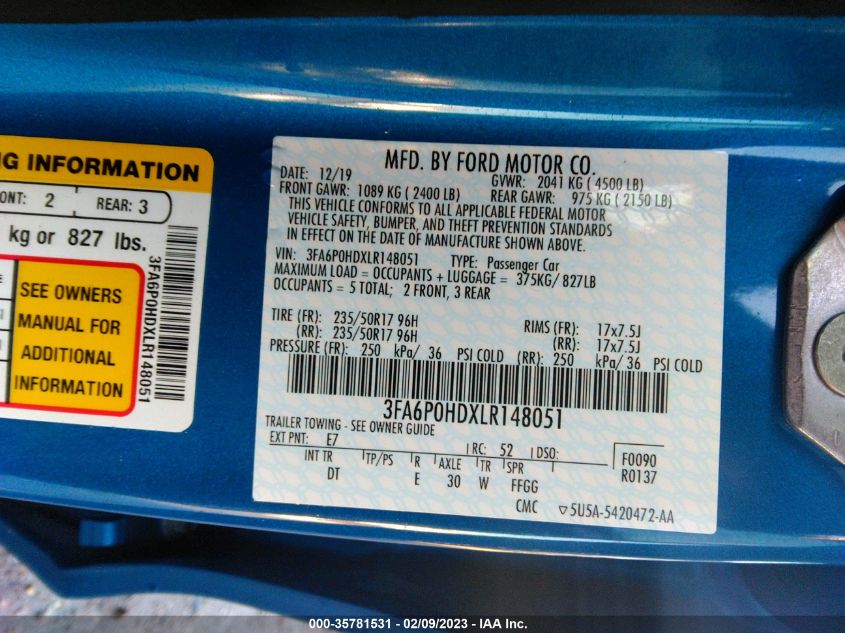 NG INFORMATION
ONT: 2 REAR: 3
kg or 827 lbs.
SEE OWNERS
MANUAL FOR
ADDITIONAL
INFORMATION
3FA6P0HDXLR148051
MFD. BY FORD MOTOR CO.
DATE: 12/19 GVWR: 2041 KG ( 4500 LB)
FRONT GAWR: 1089 KG ( 2400 LB) REAR GAWR: 975 KG ( 2150 LB)
THIS VEHICLE CONFORMS TO ALL APPLICABLE FEDERAL MOTOR
VEHICLE SAFETY, BUMPER, AND THEFT PREVENTION STANDARDS
IN EFFECT ON THE DATE OF MANUFACTURE SHOWN ABOVE.
VIN: 3FA6P0HDXLR148051 TYPE: Passenger Car
MAXIMUM LOAD = OCCUPANTS + LUGGAGE = 375KG/ 827LB
OCCUPANTS = 5 TOTAL; 2 FRONT, 3 REAR
TIRE (FR): 235/50R17 96H RIMS (FR): 17x7.5J
(RR): 235/50R17 96H (RR): 17x7.5J
PRESSURE (FR): 250 kPa/ 36 PSI COLD (RR): 250 kPa/36 PSI COLD
3FA6P0HDXLR148051
TRAILER TOWING - SEE OWNER GUIDE
EXT PNT: E7 RC: 52 DSO: F0090
R0137
INT TR TP/PS R AXLE TR SPR
DT E 30 W FFGG
CMC ▽5U5A-5420472-AA
000-35781531 - 02/09/2023 - IAA Inc.